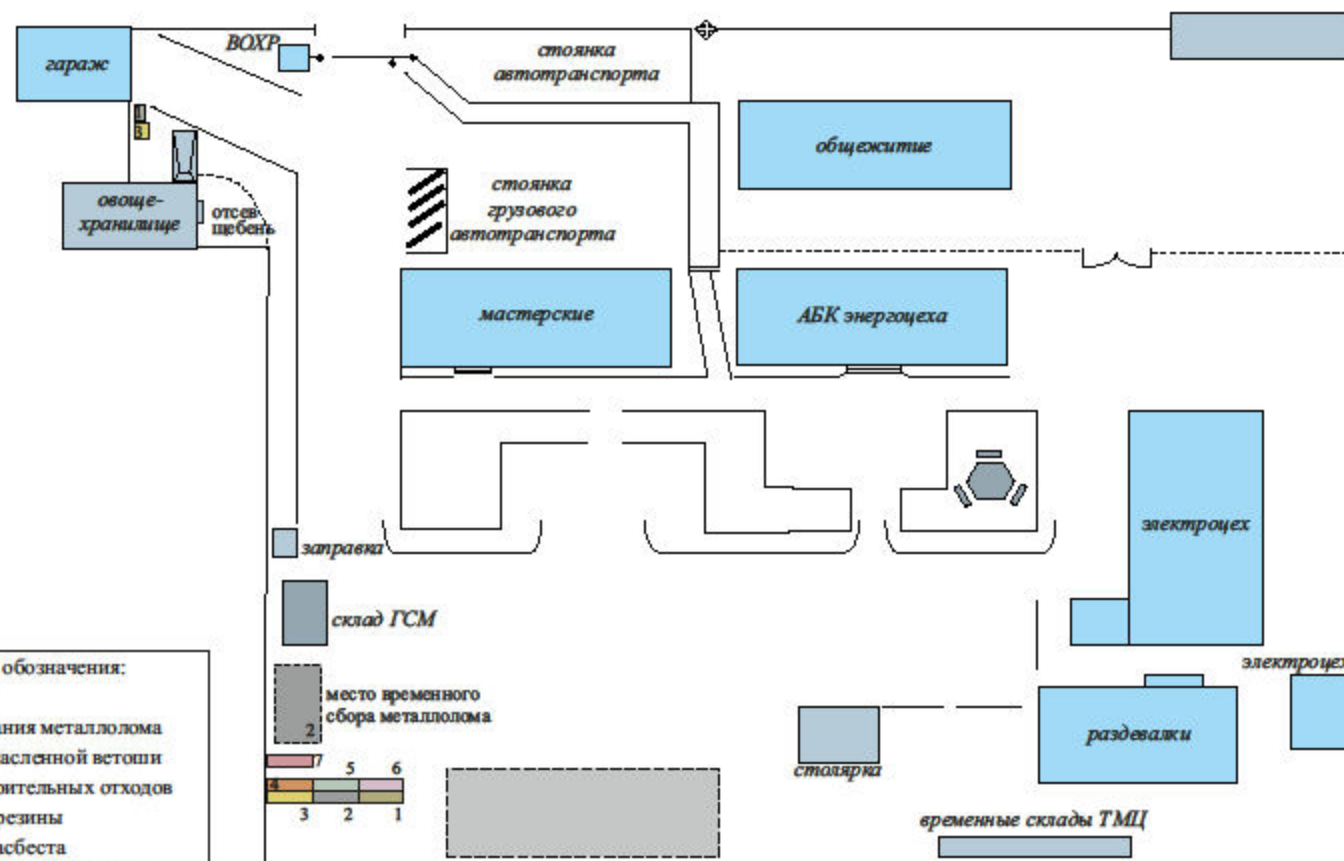 гараж
ВОХР
стоянка
автотранспорта
3
общежитие
овоще-
хранилище
отсев
щебень
стоянка
грузового
автотранспорта
мастерские
АБК энергоцеха
электроцех
заправка
склад ГСМ
обозначения:
место временного
сбора металлолома
2
ания металлолома
асленной ветоши
оительных отходов
резины
асбеста
7
5
6
4
3
2
1
электроцех
раздевалки
столярка
временные склады ТМЦ